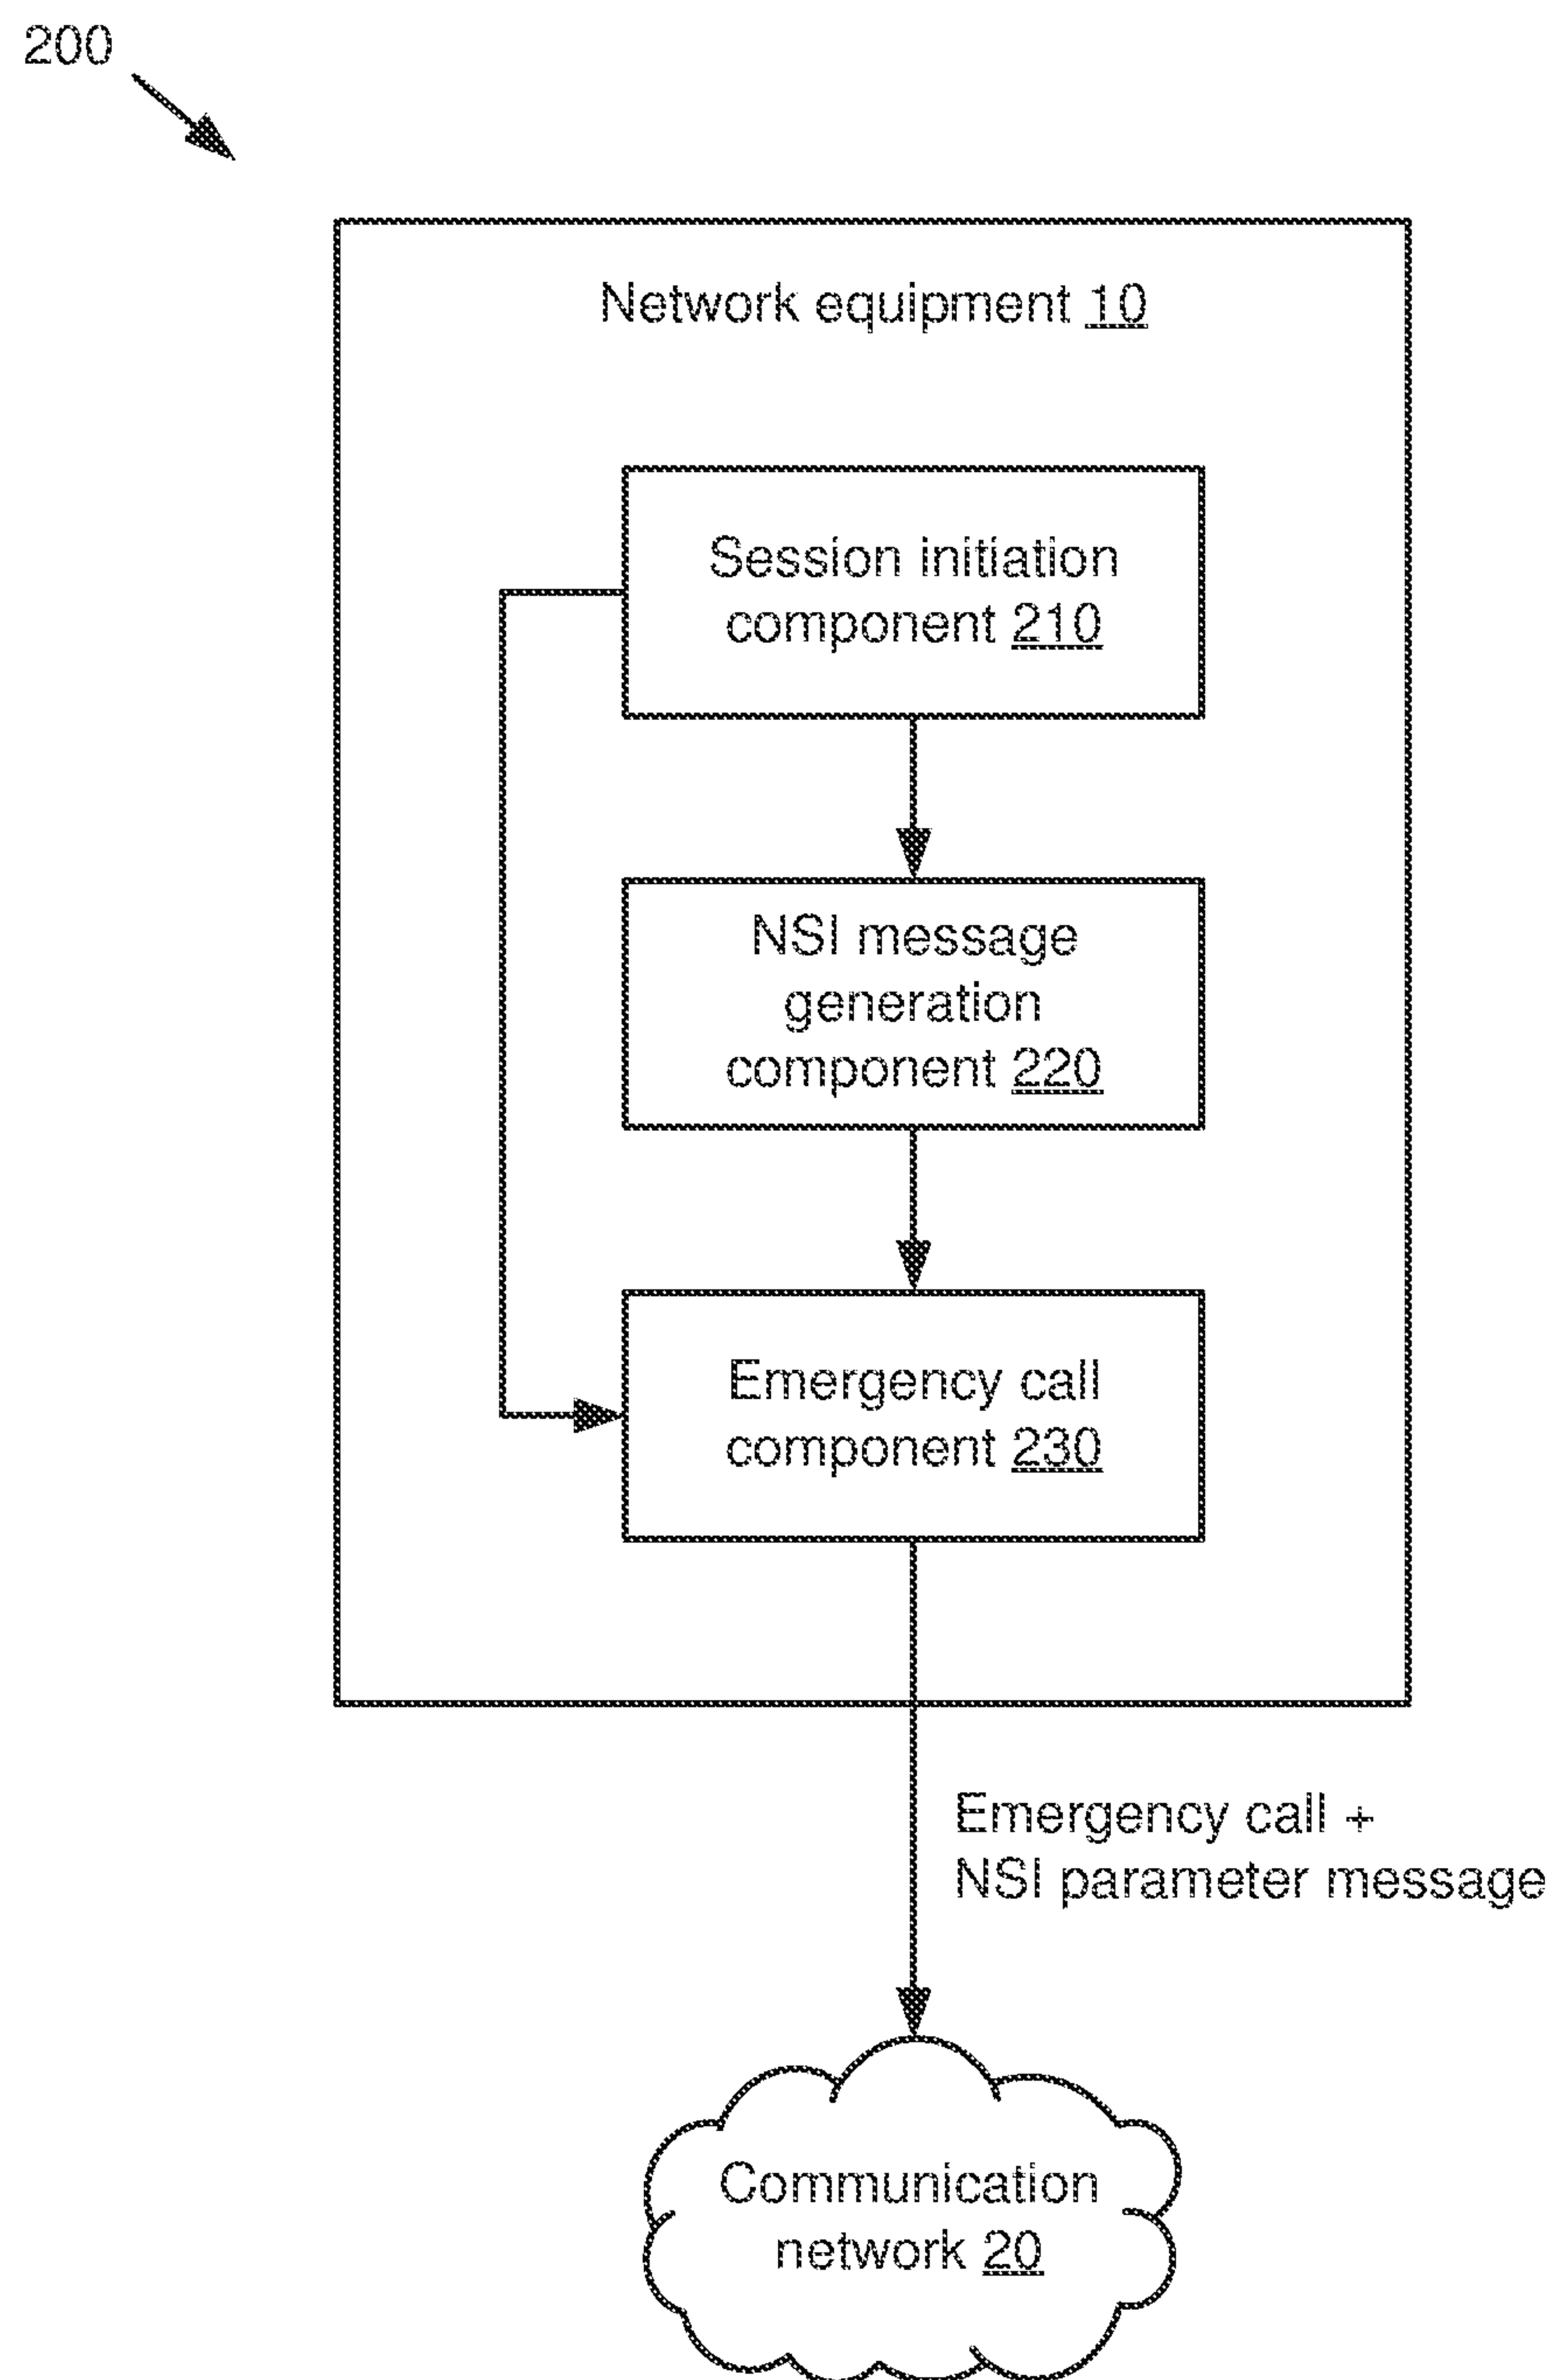 200
Network equipment 10
Session initiation
component 210
NSI message
generation
component 220
Emergency call
component 230
Emergency call +
NSI parameter message
Communication
network 20